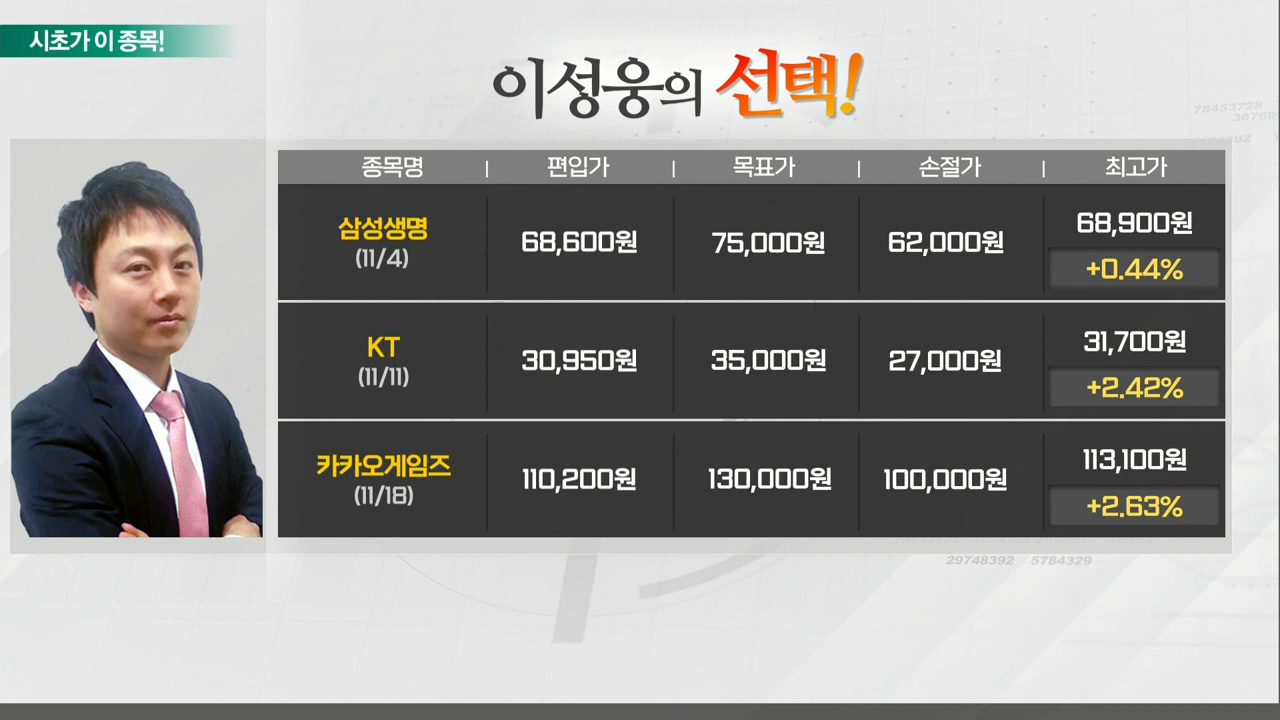 시초가 이 종목!
이성웅의 선택!
종목명 | 편입가 | 목표가 | 손절가 | 최고가
삼성생명
(11/4)
68,600원
75,000원
62,000원
68,900원
+0.44%
KT
(11/11)
30,950원
35,000원
27,000원
31,700원
+2.42%
카카오게임즈
(11/18)
110,200원
130,000원
100,000원
113,100원
+2.63%
78453728
29748392 5784329